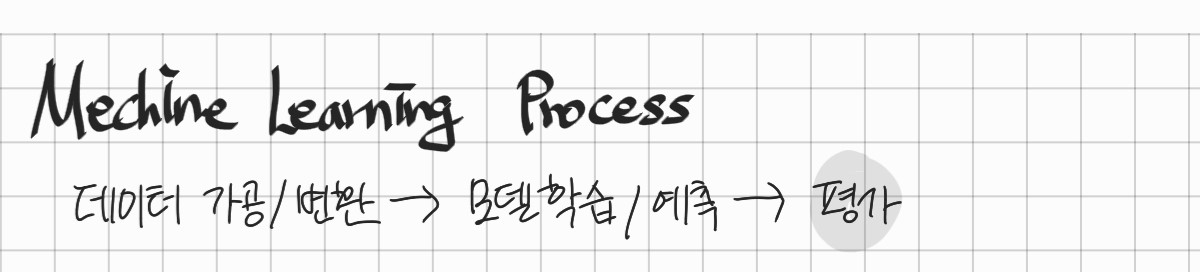 Mechine Learning Process
데이터 가공/변환 → 모델학습/예측 → 평가